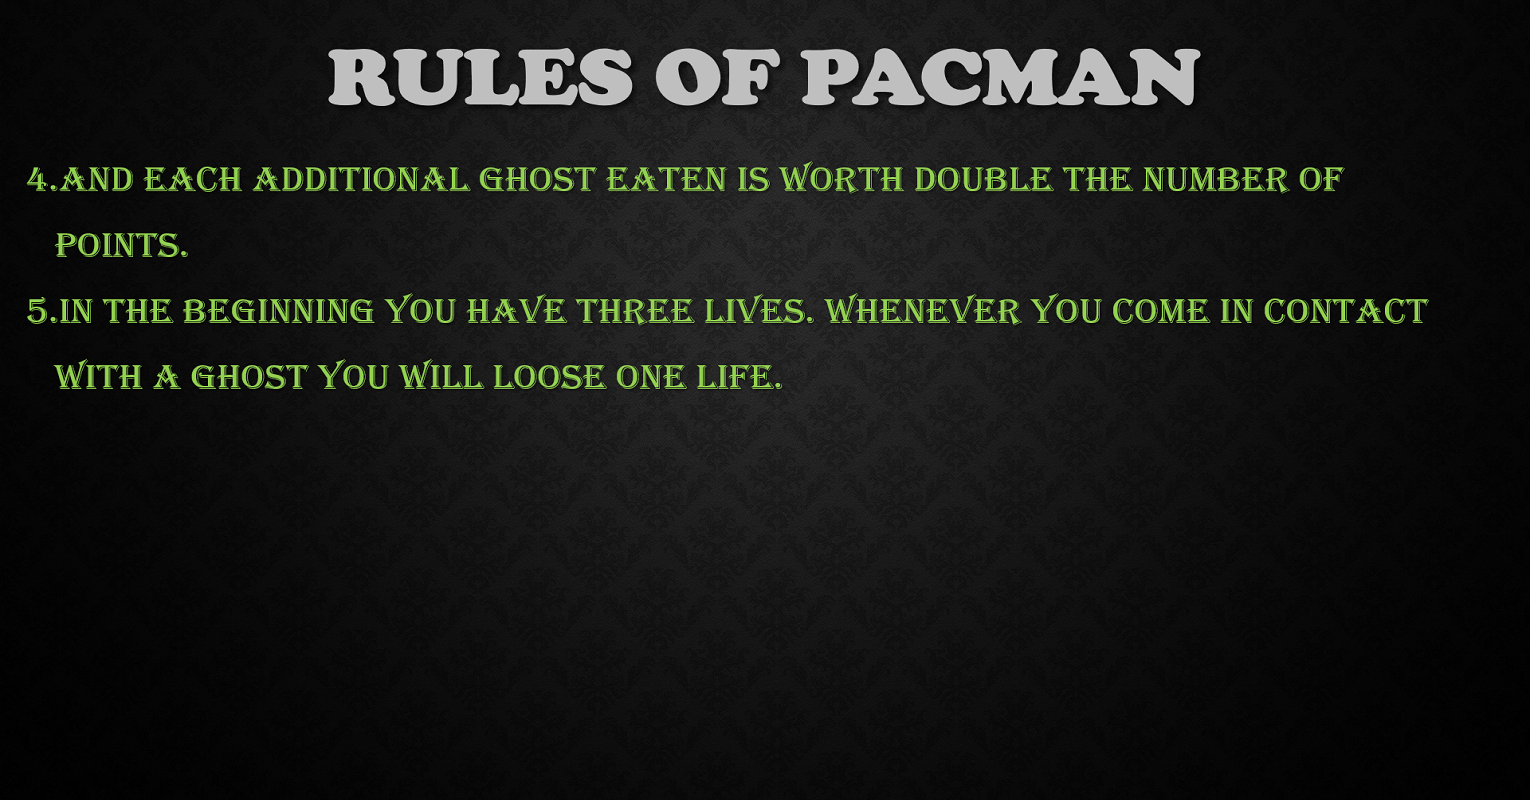 RULES OF PACMAN
4.AND EACH ADDITIONAL GHOST EATEN IS WORTH DOUBLE THE NUMBER OF
POINTS.
5.IN THE BEGINNING YOU HAVE THREE LIVES. WHENEVER YOU COME IN CONTACT
WITH A GHOST YOU WILL LOOSE ONE LIFE.